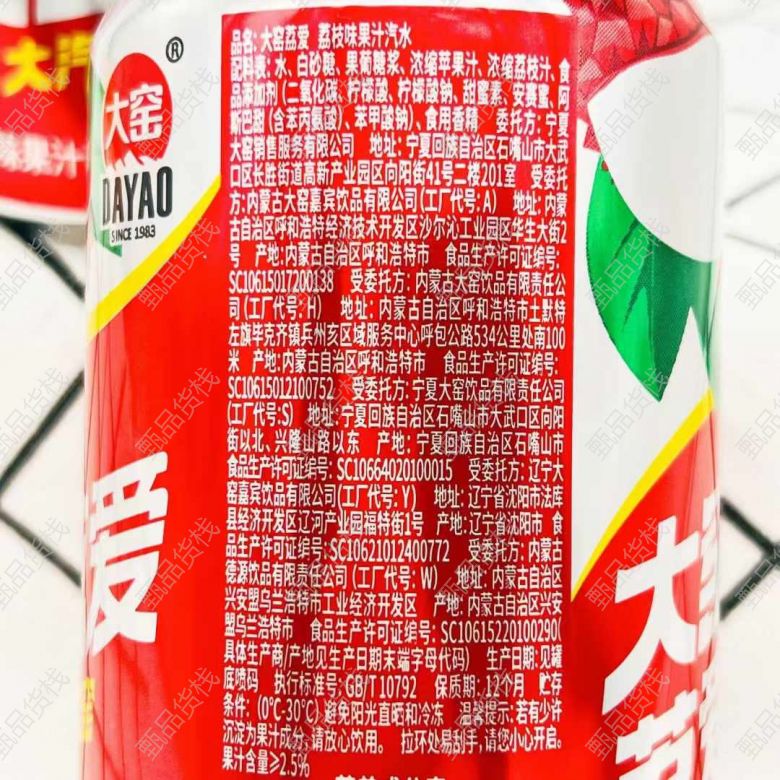 大窑
®
DAYAO
SINCE 1983
大汽
味果汁
爱
品名:大窑荔爱 荔枝味果汁汽水
配料表:水、白砂糖、果葡糖浆、浓缩苹果汁、浓缩荔枝汁、食
品添加剂(二氧化碳、柠檬酸、柠檬酸钠、甜蜜素、安赛蜜、阿
斯巴甜(含苯丙氨酸)、苯甲酸钠)、食用香精 委托方:宁夏
大窑销售服务有限公司 地址:宁夏回族自治区石嘴山市大武
口区长胜街道高新产业园区向阳街41号二楼201室 受委托
方:内蒙古大窑嘉宾饮品有限公司(工厂代号:A) 地址:内蒙
古自治区呼和浩特经济技术开发区沙尔沁工业园区华生大街2
号 产地:内蒙古自治区呼和浩特市 食品生产许可证编号:
SC10615017200138 受委托方:内蒙古大窑饮品有限责任公
司(工厂代号:H) 地址:内蒙古自治区呼和浩特市土默特
左旗毕克齐镇兵州亥区域服务中心呼包公路534公里处南100
米 产地:内蒙古自治区呼和浩特市 食品生产许可证编号:
SC10615012100752 受委托方:宁夏大窑饮品有限责任公司
(工厂代号:S) 地址:宁夏回族自治区石嘴山市大武口区向阳
街以北、兴隆山路以东 产地:宁夏回族自治区石嘴山市
食品生产许可证编号:SC10664020100015 受委托方:辽宁大
窑嘉宾饮品有限公司(工厂代号:Y) 地址:辽宁省沈阳市法库
县经济开发区辽河产业园福特街1号 产地:辽宁省沈阳市 食
品生产许可证编号:SC10621012400772 受委托方:内蒙古
德源饮品有限责任公司(工厂代号:W) 地址:内蒙古自治区
兴安盟乌兰浩特市工业经济开发区 产地:内蒙古自治区兴安
盟乌兰浩特市 食品生产许可证编号:SC10615220100290(
具体生产商/产地见生产日期末端字母代码) 生产日期:见罐
底喷码 执行标准号:GB/T 10792 保质期:12个月 贮存
条件:(0℃-30℃)避免阳光直晒和冷冻 温馨提示:若有少许
沉淀为果汁成分,请放心饮用。 拉环处易刮手,请您小心开启。
果汁含量≥2.5%
大
甄品货栈